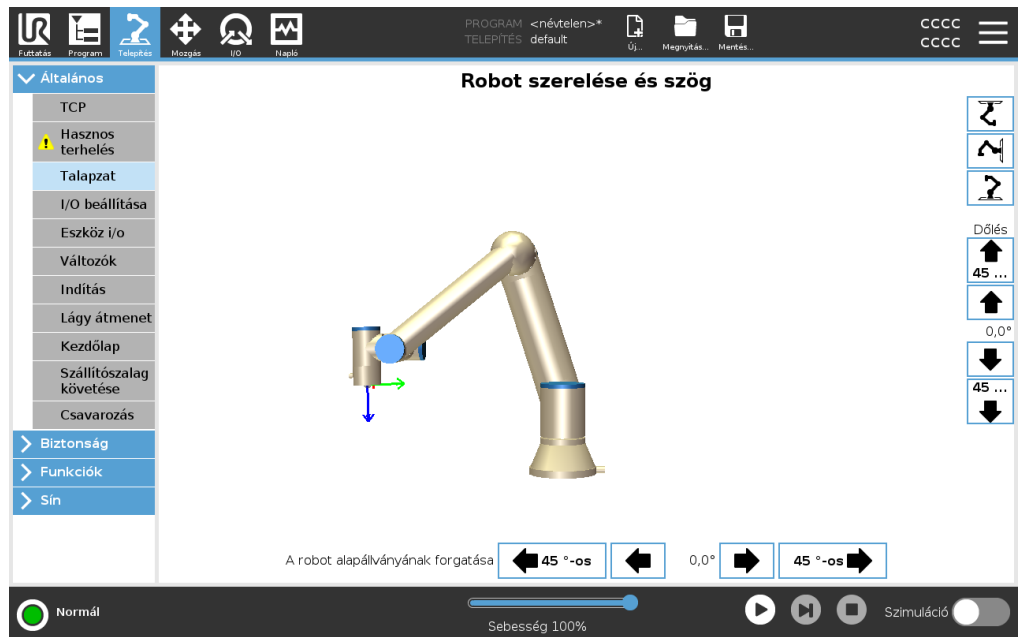 UR
Futtatás
Program
Telepítés
Mozgás
I/O
Napló
PROGRAM <névtelen>*
TELEPÍTÉS default
Új...
Megnyitás...
Mentés...
CCCC
CCCC
Általános
TCP
Hasznos
terhelés
Talapzat
I/O beállítása
Eszköz i/o
Változók
Indítás
Lágy átmenet
Kezdőlap
Szállítószalag
követése
Csavarozás
Biztonság
Funkciók
Sín
Robot szerelése és szög
Dőlés
45 ...
0,0°
45 ...
A robot alapállványának forgatása
45 °-os
0,0°
45 °-os
Normál
Sebesség 100%
Szimuláció